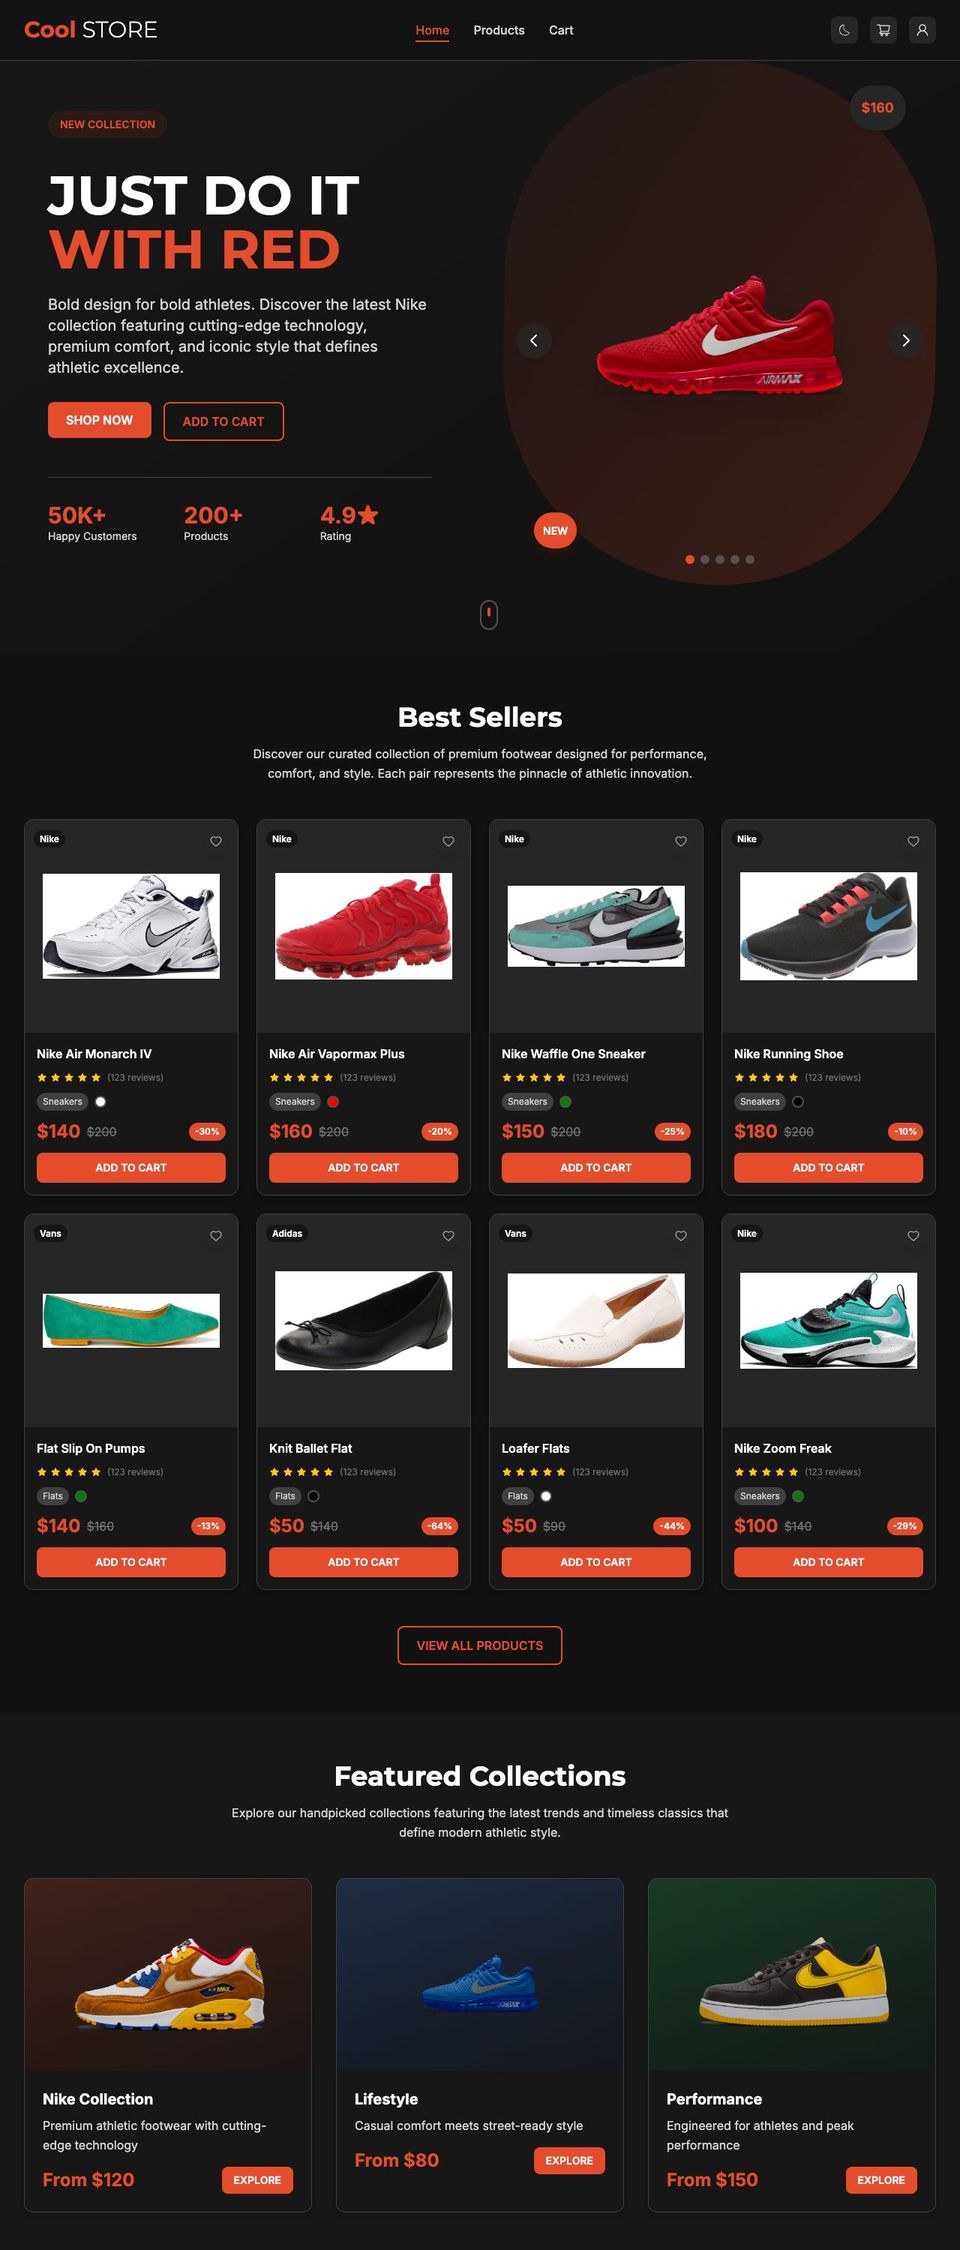 Cool STORE
Home Products Cart
$160
NEW COLLECTION
JUST DO IT
WITH RED
Bold design for bold athletes. Discover the latest Nike
collection featuring cutting-edge technology,
premium comfort, and iconic style that defines
athletic excellence.
SHOP NOW ADD TO CART
AIRMAX
50K+ 200+ 4.9★
Happy Customers Products Rating
NEW
Best Sellers
Discover our curated collection of premium footwear designed for performance,
comfort, and style. Each pair represents the pinnacle of athletic innovation.
Nike
Nike Air Monarch IV
(123 reviews)
Sneakers
$140 $200 -30%
ADD TO CART
Nike
Nike Air Vapormax Plus
(123 reviews)
Sneakers
$160 $200 -20%
ADD TO CART
Nike
Nike Waffle One Sneaker
(123 reviews)
Sneakers
$150 $200 -25%
ADD TO CART
Nike
Nike Running Shoe
(123 reviews)
Sneakers
$180 $200 -10%
ADD TO CART
Vans
Flat Slip On Pumps
(123 reviews)
Flats
$140 $160 -13%
ADD TO CART
Adidas
Knit Ballet Flat
(123 reviews)
Flats
$50 $140 -64%
ADD TO CART
Vans
Loafer Flats
(123 reviews)
Flats
$50 $90 -44%
ADD TO CART
Nike
Nike Zoom Freak
(123 reviews)
Sneakers
$100 $140 -29%
ADD TO CART
VIEW ALL PRODUCTS
Featured Collections
Explore our handpicked collections featuring the latest trends and timeless classics that
define modern athletic style.
AIR MAX
Nike Collection
Premium athletic footwear with cutting-
edge technology
From $120 EXPLORE
AIRMAX
Lifestyle
Casual comfort meets street-ready style
From $80 EXPLORE
Performance
Engineered for athletes and peak
performance
From $150 EXPLORE